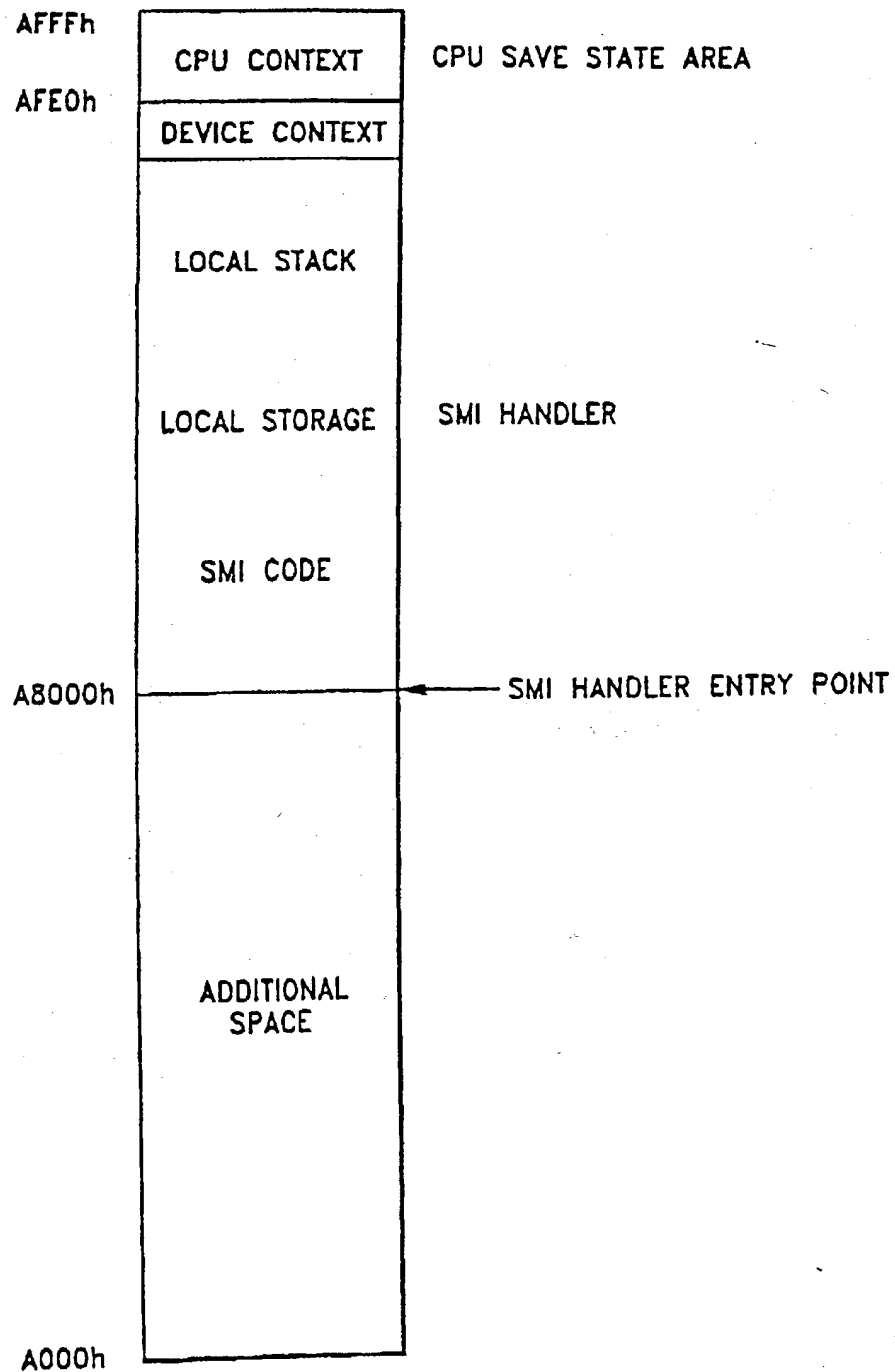 AFFFh
CPU CONTEXT CPU SAVE STATE AREA
AFE0h
DEVICE CONTEXT
LOCAL STACK
LOCAL STORAGE SMI HANDLER
SMI CODE
A8000h SMI HANDLER ENTRY POINT
ADDITIONAL
SPACE
A000h